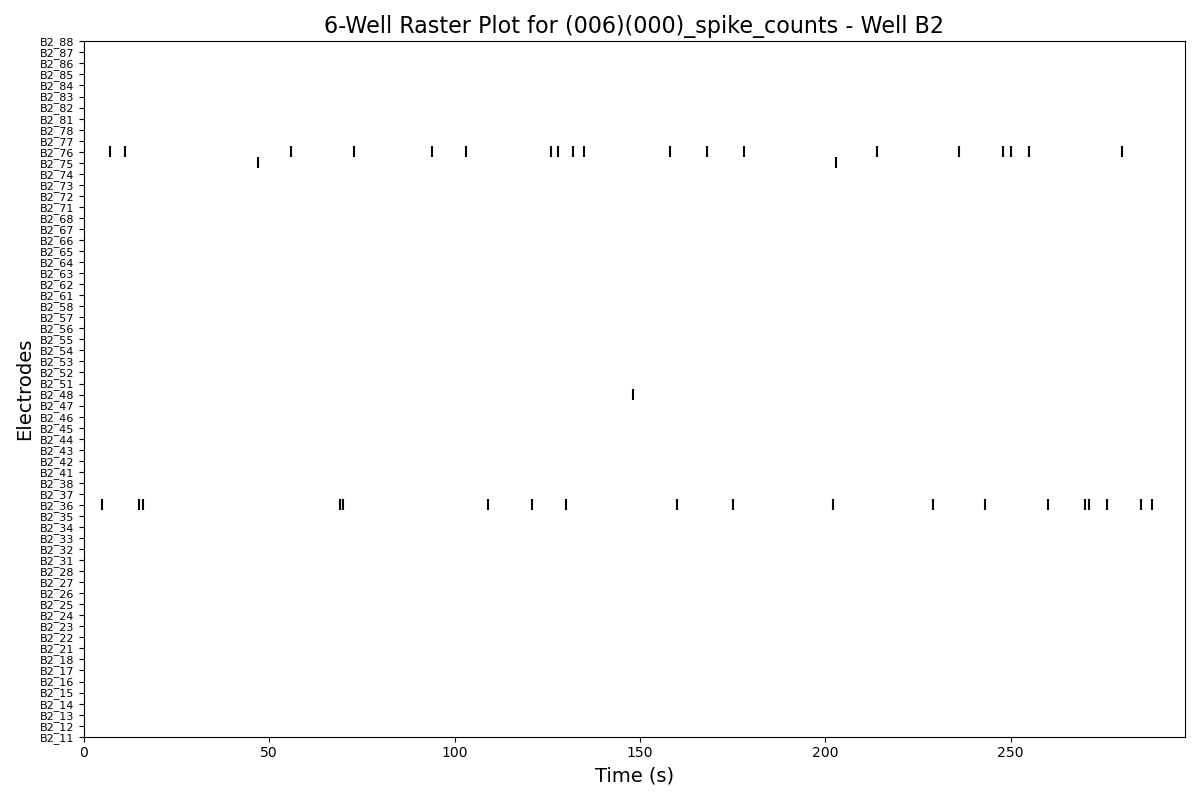 6-Well Raster Plot for (006)(000)_spike_counts - Well B2
B2_88
B2_87
B2_86
B2_85
B2_84
B2_83
B2_82
B2_81
B2_78
B2_77
B2_76
B2_75
B2_74
B2_73
B2_72
B2_71
B2_68
B2_67
B2_66
B2_65
B2_64
B2_63
B2_62
B2_61
B2_58
B2_57
B2_56
B2_55
B2_54
B2_53
B2_52
B2_51
B2_48
B2_47
B2_46
B2_45
B2_44
B2_43
B2_42
B2_41
B2_38
B2_37
B2_36
B2_35
B2_34
B2_33
B2_32
B2_31
B2_28
B2_27
B2_26
B2_25
B2_24
B2_23
B2_22
B2_21
B2_18
B2_17
B2_16
B2_15
B2_14
B2_13
B2_12
B2_11
Electrodes
0 50 100 150 200 250
Time (s)